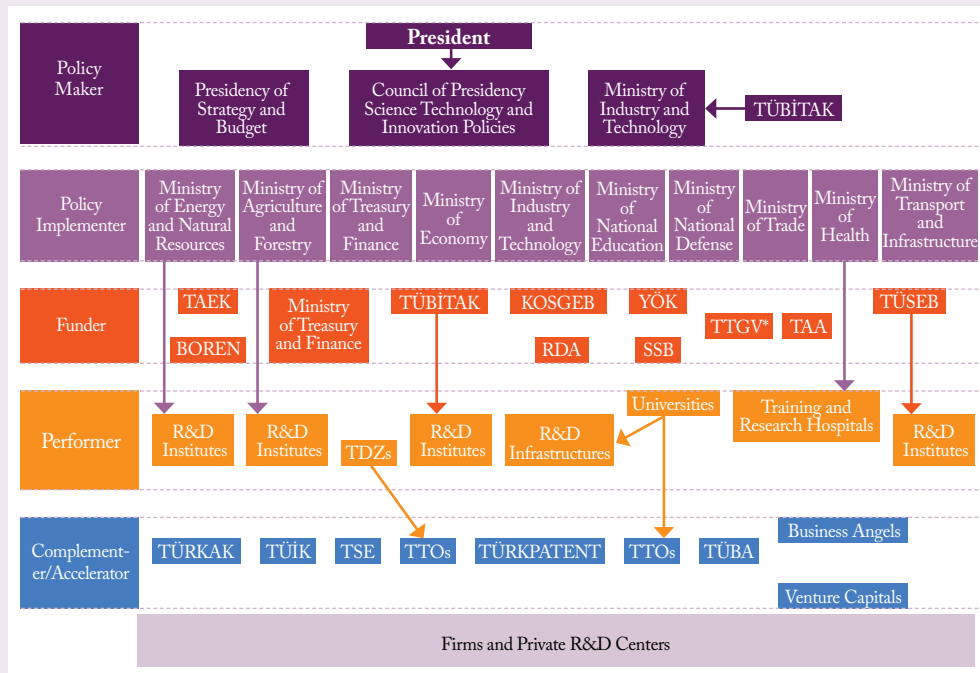 President
Policy
Maker
Presidency of
Strategy and
Budget
Council of Presidency
Science Technology and
Innovation Policies
Ministry of
Industry and
Technology
TÜBİTAK
Policy
Implementer
Ministry
of Energy
and Natural
Resources
Ministry of
Agriculture
and
Forestry
Ministry
of Treasury
and
Finance
Ministry
of
Economy
Ministry of
Industry
and
Technology
Ministry
of
National
Education
Ministry
of
National
Defense
Ministry
of Trade
Ministry
of
Health
Ministry of
Transport
and
Infrastructure
Funder
TAEK
BOREN
Ministry
of Treasury
and Finance
TÜBİTAK
KOSGEB
RDA
YÖK
SSB
TTGV*
TAA
TÜSEB
Performer
R&D
Institutes
R&D
Institutes
TDZs
R&D
Institutes
R&D
Infrastructures
Universities
Training and
Research Hospitals
R&D
Institutes
Complement-
er/Accelerator
TÜRKAK
TÜİK
TSE
TTOs
TÜRKPATENT
TTOs
TÜBA
Business Angels
Venture Capitals
Firms and Private R&D Centers